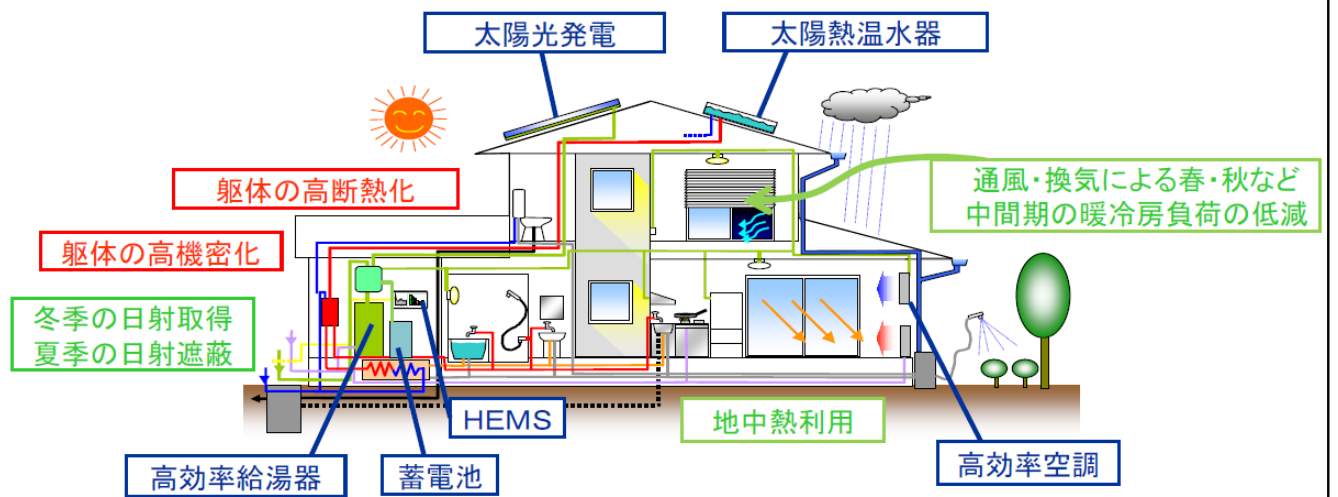 太陽光発電
太陽熱温水器
躯体の高断熱化
通風・換気による春・秋など
中間期の暖冷房負荷の低減
躯体の高機密化
冬季の日射取得
夏季の日射遮蔽
HEMS
地中熱利用
高効率給湯器
蓄電池
高効率空調